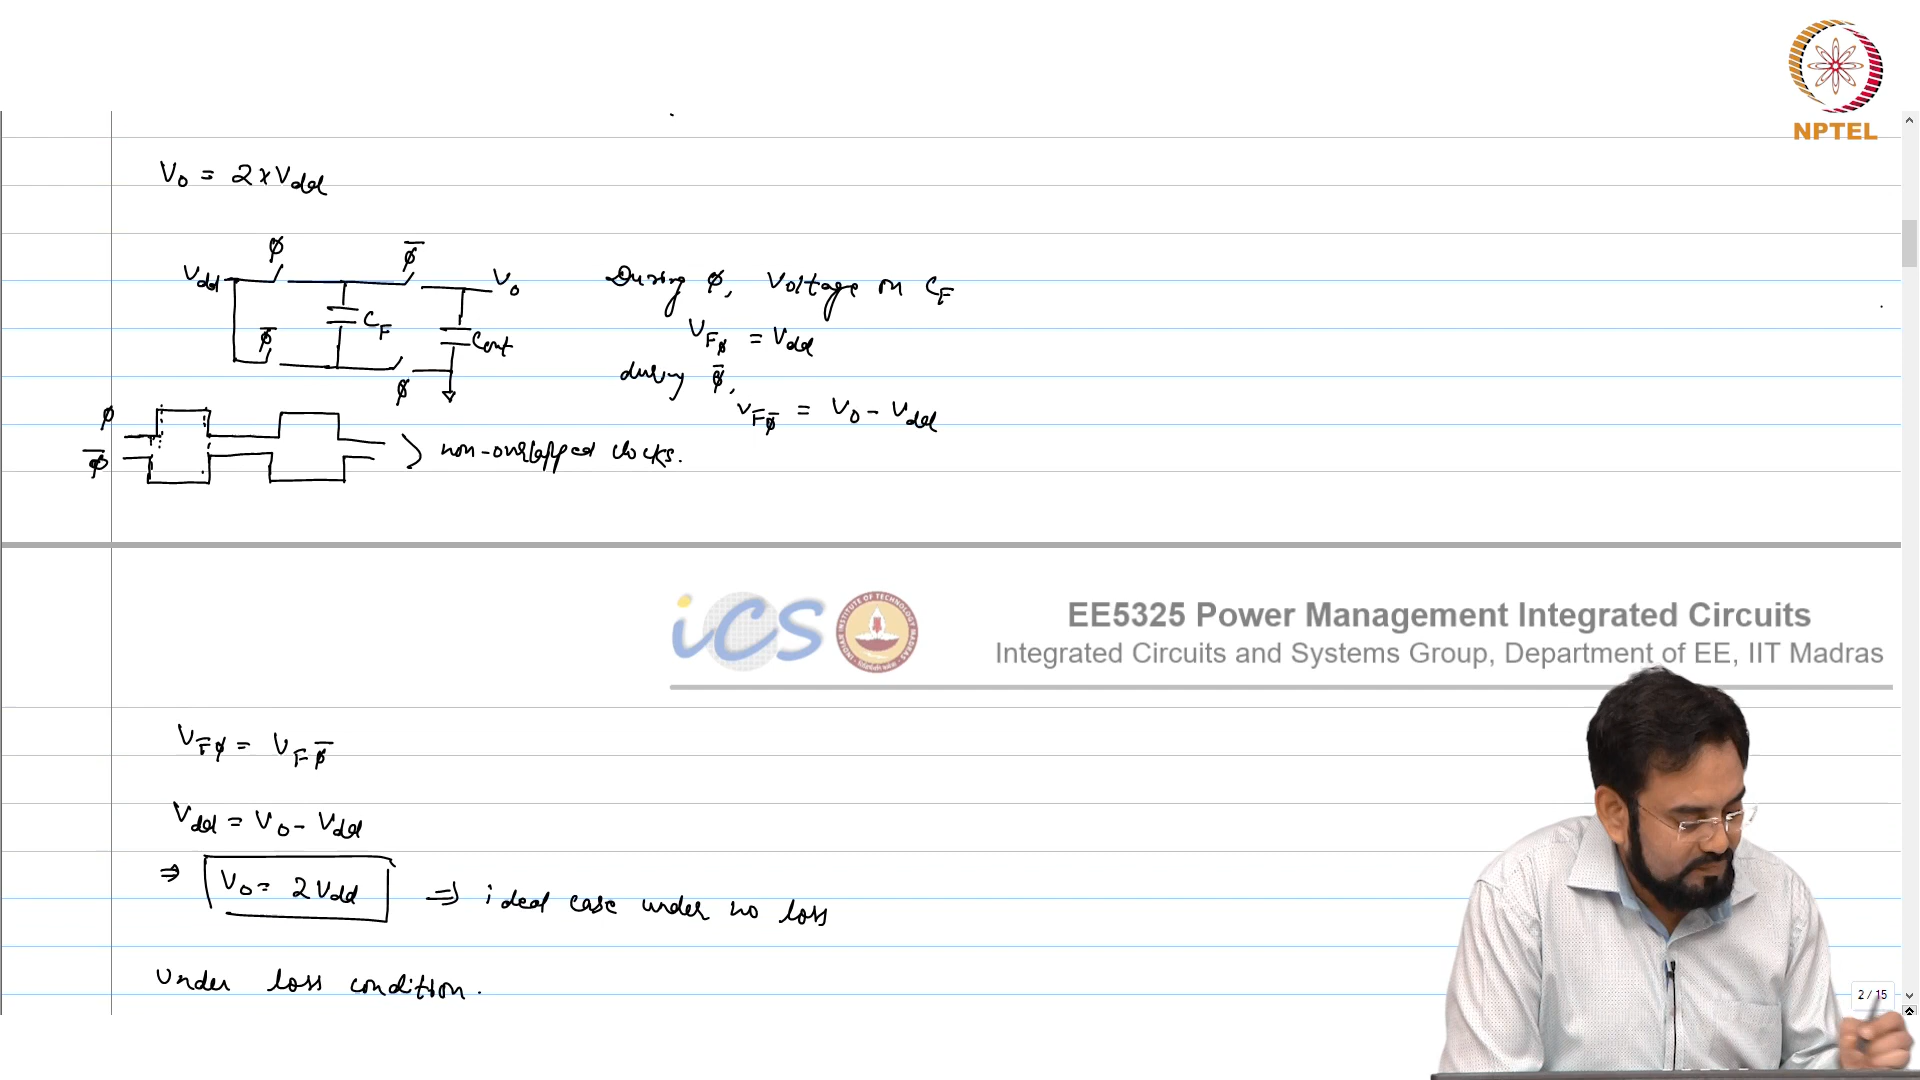 NPTEL
V₀ = 2×Vdd
ϕ ϕ̅
Vdd V₀
C_F Cout
ϕ̅ ϕ
During ϕ, Voltage on C_F
V_Fϕ = Vdd
during ϕ̅,
V_Fϕ̅ = V₀ - Vdd
ϕ
ϕ̅
non-overlapped clocks.
ics
EE5325 Power Management Integrated Circuits
Integrated Circuits and Systems Group, Department of EE, IIT Madras
V_Fϕ = V_Fϕ̅
Vdd = V₀ - Vdd
⇒ V₀ = 2Vdd ⇒ ideal case under no loss
Under loss condition.
2 / 15